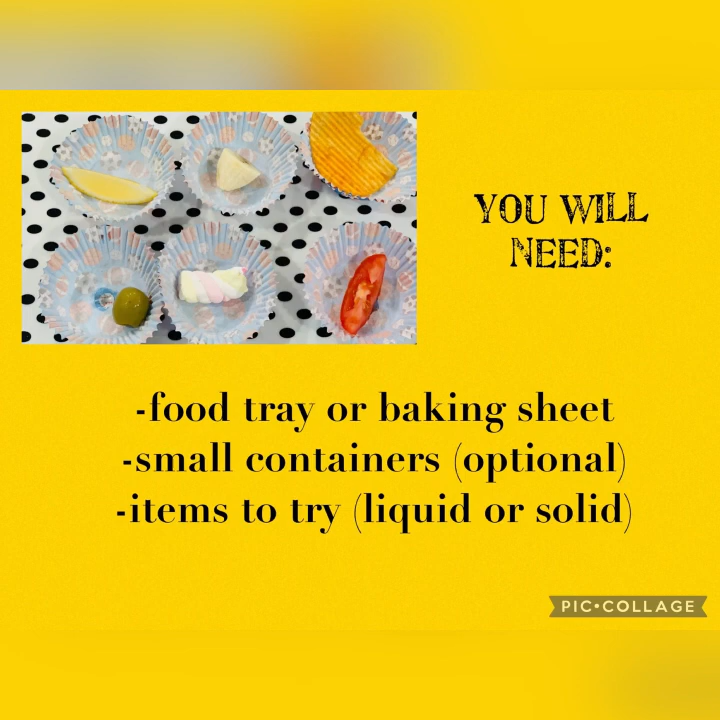 YOU WILL
NEED:
-food tray or baking sheet
-small containers (optional)
-items to try (liquid or solid)
PIC•COLLAGE